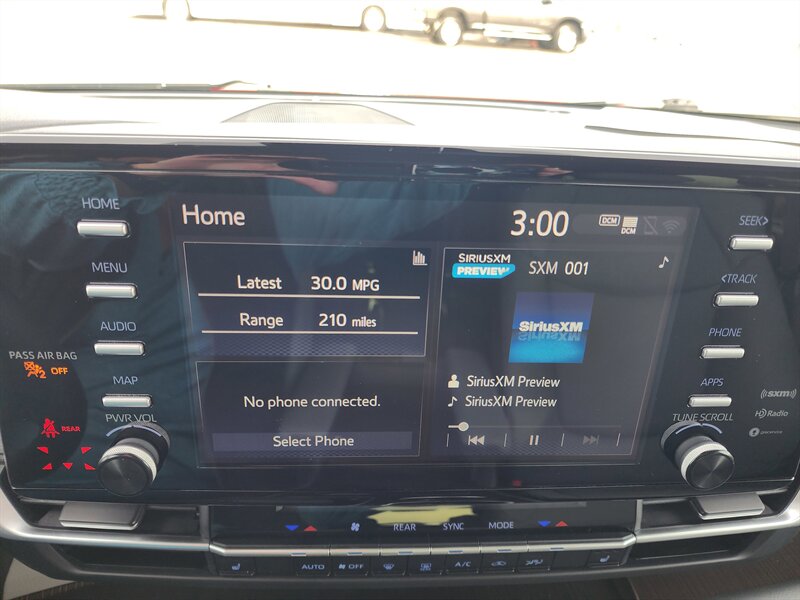 HOME
MENU
AUDIO
MAP
PWR VOL
PASS AIR BAG
2 OFF
REAR
Home
3:00
DCM
DCM
Latest 30.0 MPG
Range 210 miles
No phone connected.
Select Phone
SIRIUSXM
PREVIEW
SXM 001
SiriusXM
SiriusXM Preview
SiriusXM Preview
SEEK>
<TRACK
PHONE
APPS
TUNE SCROLL
((sxm))
HD Radio
REAR SYNC MODE
AUTO OFF A/C